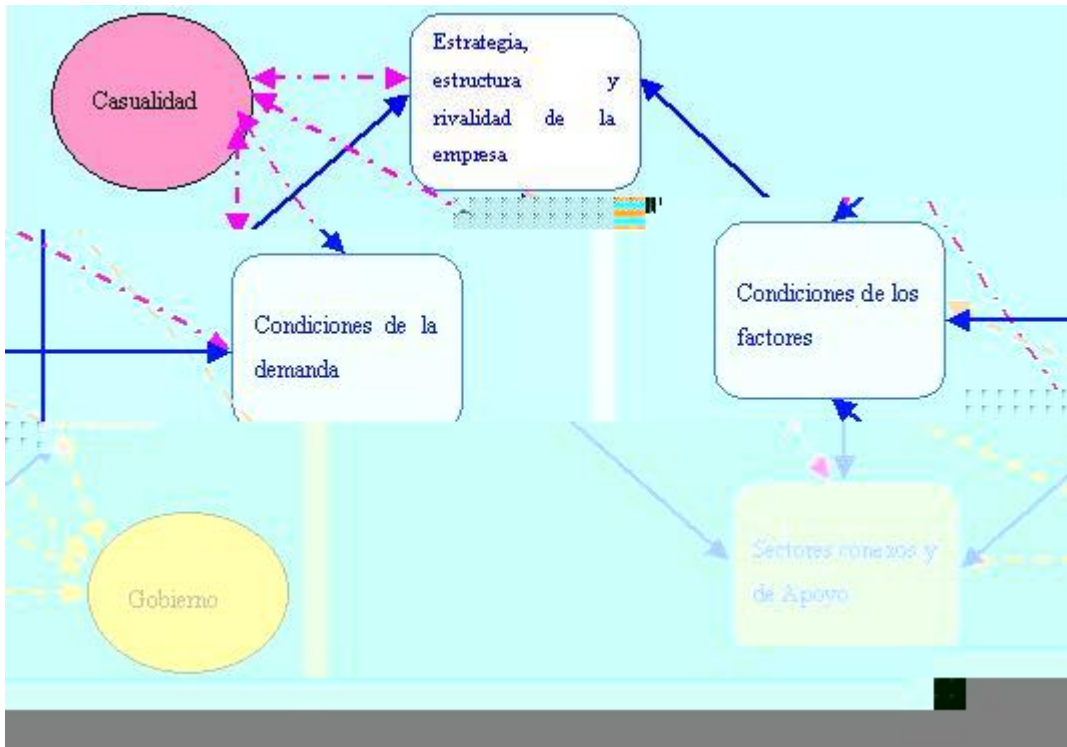 Casualidad
Estrategia,
estructura y
rivalidad de la
empresa
Condiciones de la
demanda
Condiciones de los
factores
Gobierno
Sectores conexos y
de Apoyo